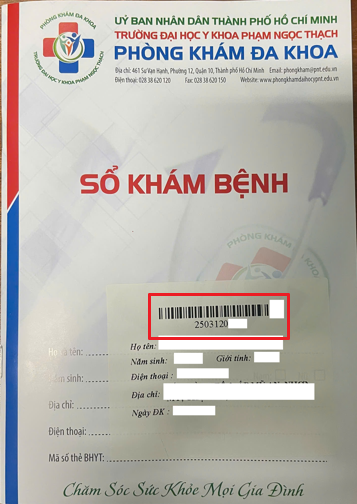 PHÒNG KHÁM ĐA KHOA
TRƯỜNG ĐẠI HỌC Y KHOA PHẠM NGỌC THẠCH
ỦY BAN NHÂN DÂN THÀNH PHỐ HỒ CHÍ MINH
TRƯỜNG ĐẠI HỌC Y KHOA PHẠM NGỌC THẠCH
PHÒNG KHÁM ĐA KHOA
Địa chỉ: 461 Sư Vạn Hạnh, Phường 12, Quận 10, Thành phố Hồ Chí Minh Email: phongkham@pnt.edu.vn
Điện thoại: 028 38 620 120 Fax: 028 38 620 150 Website: www.phongkhamdaihocypnt.edu.vn
SỔ KHÁM BỆNH
PHÒNG KHÁM ĐA KHOA
2503120
Họ tên:
Họ và tên:
Năm sinh: Giới tính:
Năm sinh:
Điện thoại :
Địa chỉ:
Địa chỉ:
Ngày ĐK :
Điện thoại:
Mã số thẻ BHYT:
Chăm Sóc Sức Khỏe Mọi Gia Đình